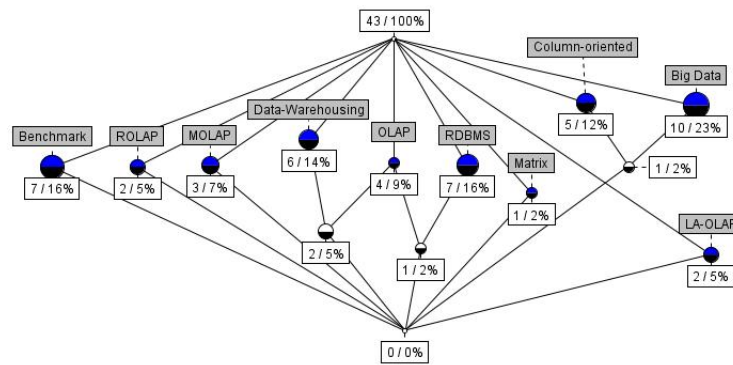 43 / 100%
Column-oriented
Big Data
Data-Warehousing
Benchmark
ROLAP
MOLAP
OLAP
RDBMS
Matrix
5 / 12%
10 / 23%
6 / 14%
7 / 16%
2 / 5%
3 / 7%
4 / 9%
7 / 16%
1 / 2%
1 / 2%
LA-OLAP
2 / 5%
1 / 2%
2 / 5%
0 / 0%